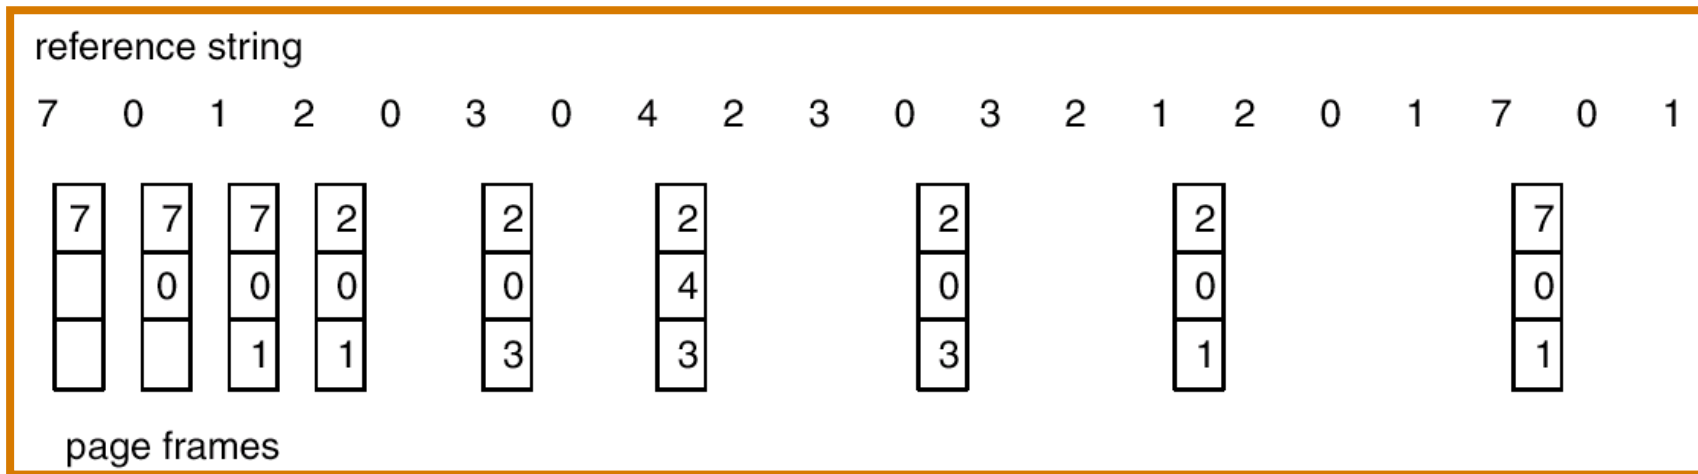 reference string
7 0 1 2 0 3 0 4 2 3 0 3 2 1 2 0 1 7 0 1
7 7 7 2 2 2 2 2 7
0 0 0 0 4 0 0 0
1 1 3 3 3 1 1
page frames